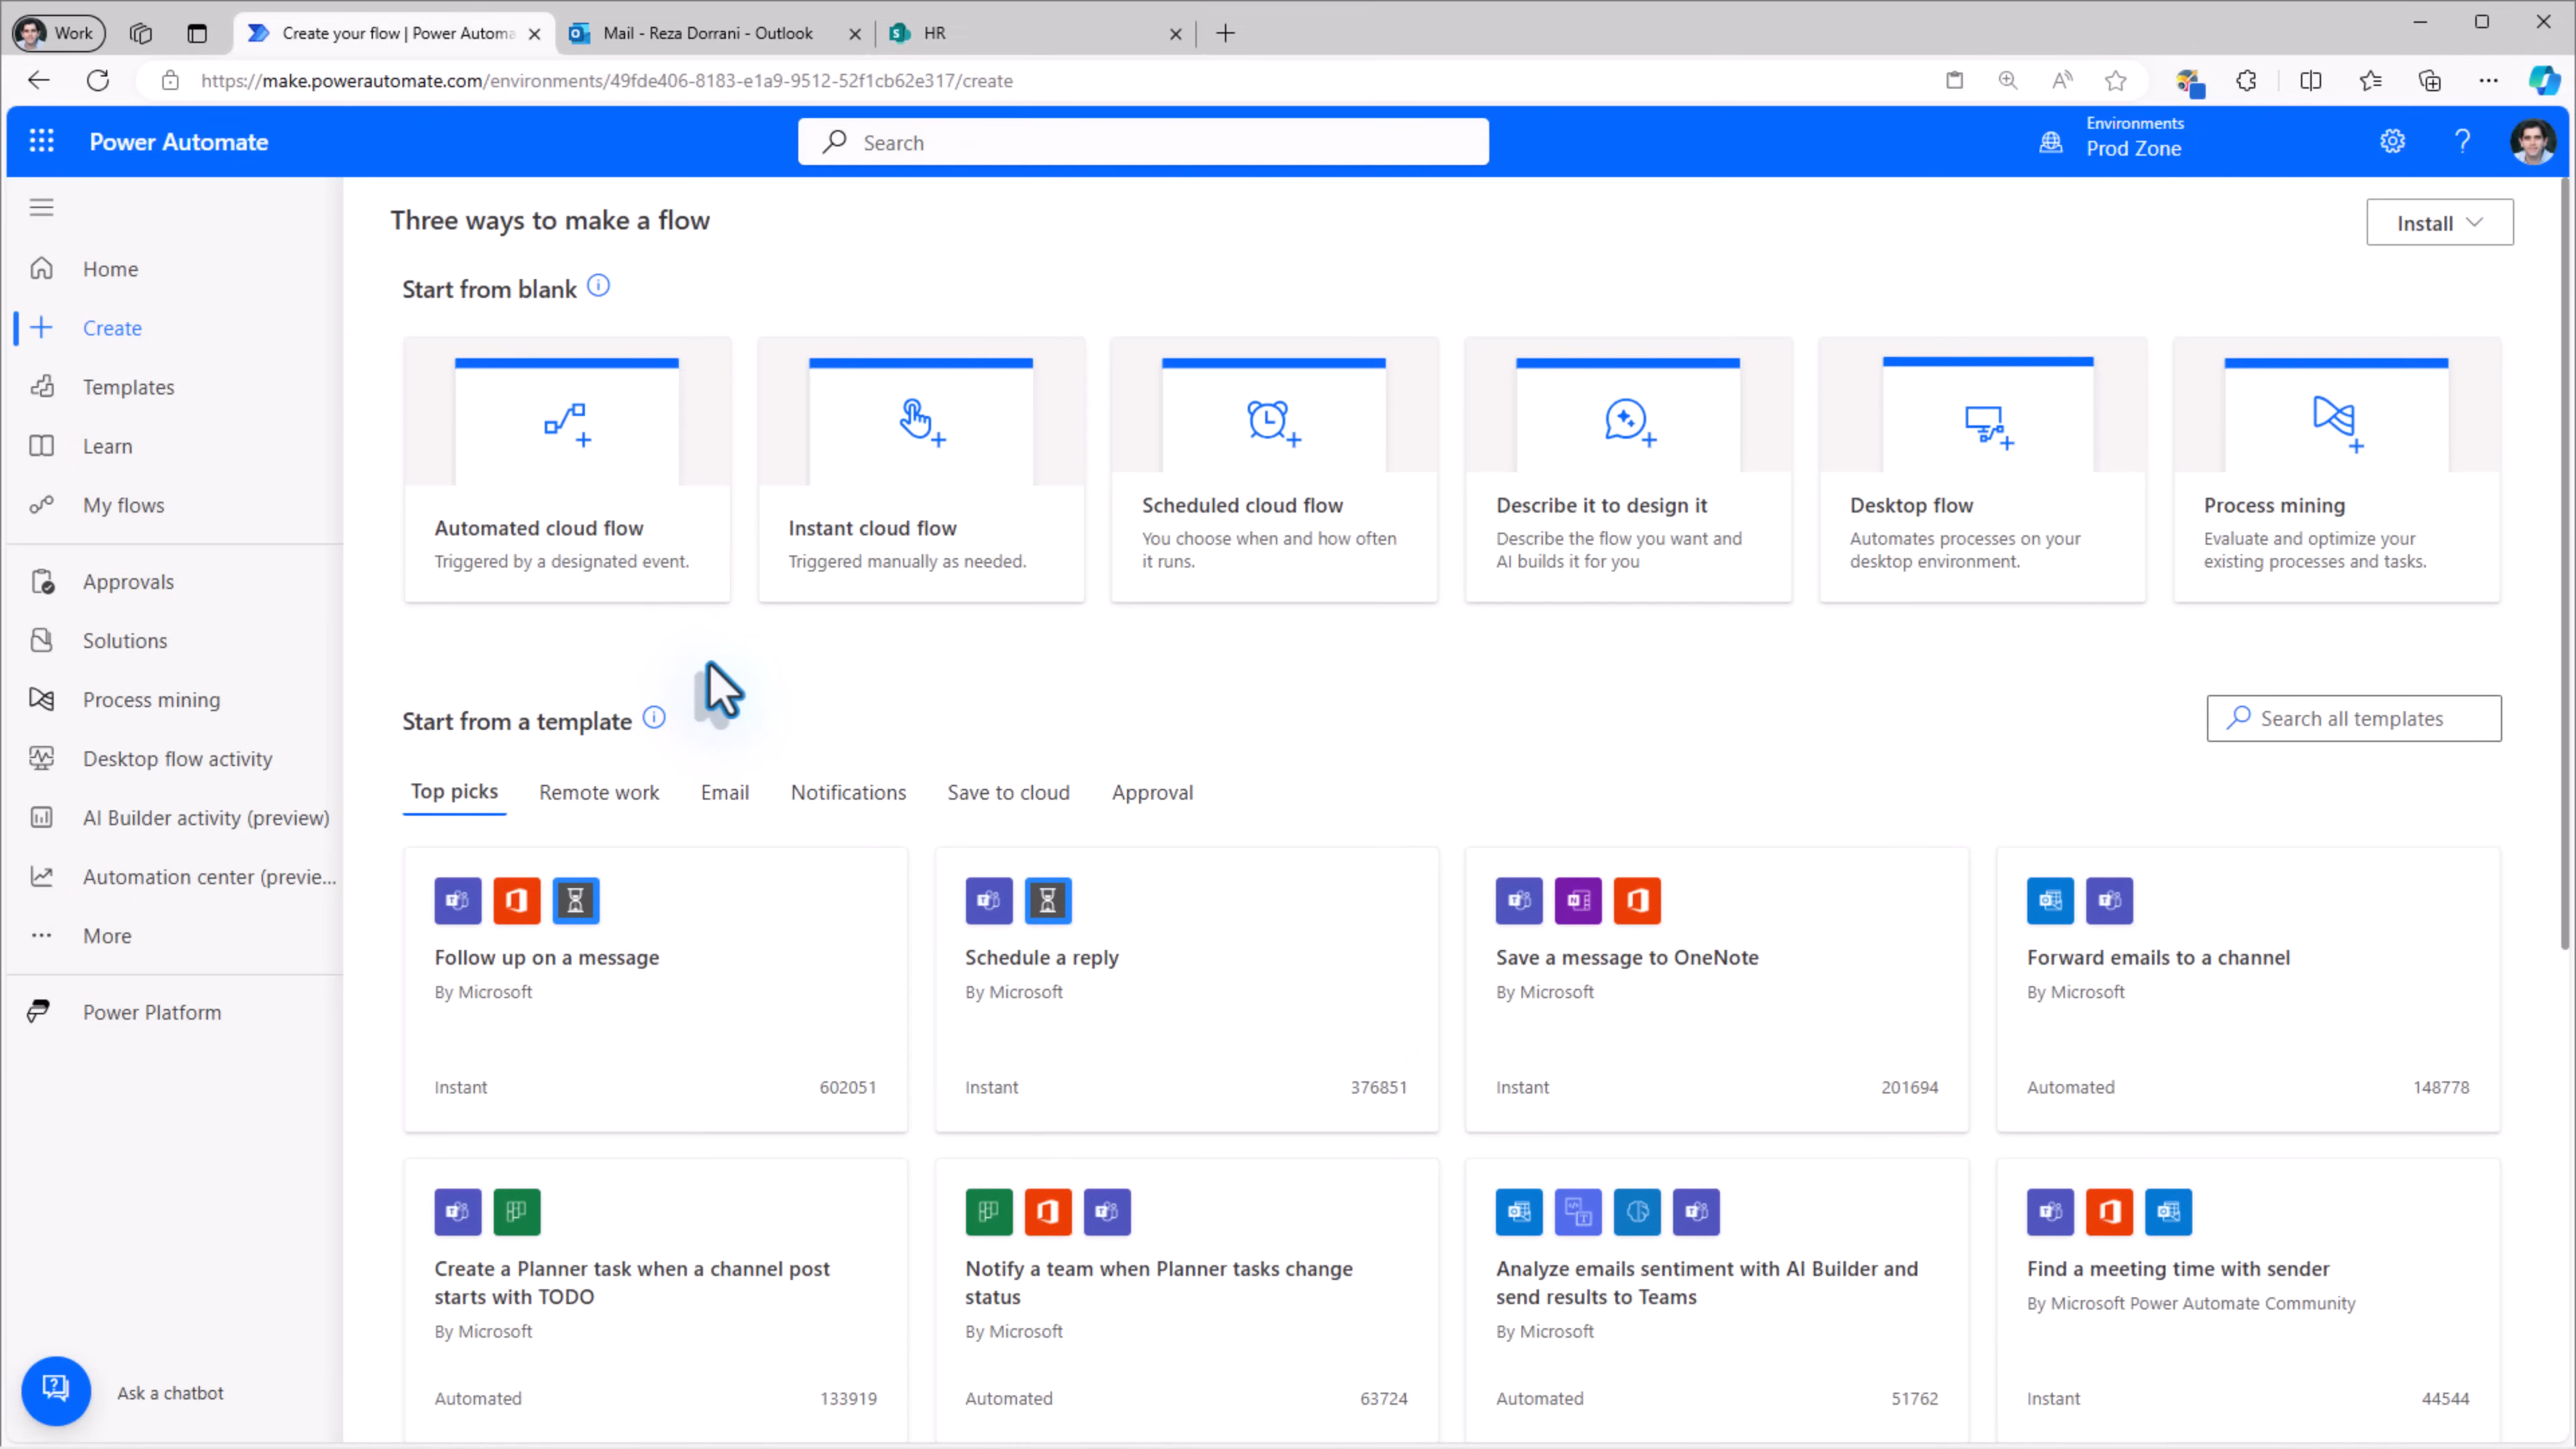 Work
Create your flow | Power Automa
Mail - Reza Dorrani - Outlook
HR
https://make.powerautomate.com/environments/49fde406-8183-e1a9-9512-52f1cb62e317/create
Power Automate
Search
Environments
Prod Zone
Home
Create
Templates
Learn
My flows
Approvals
Solutions
Process mining
Desktop flow activity
AI Builder activity (preview)
Automation center (previe...
More
Power Platform
Ask a chatbot
Three ways to make a flow
Install
Start from blank
Automated cloud flow
Triggered by a designated event.
Instant cloud flow
Triggered manually as needed.
Scheduled cloud flow
You choose when and how often
it runs.
Describe it to design it
Describe the flow you want and
AI builds it for you
Desktop flow
Automates processes on your
desktop environment.
Process mining
Evaluate and optimize your
existing processes and tasks.
Start from a template
Search all templates
Top picks
Remote work
Email
Notifications
Save to cloud
Approval
Follow up on a message
By Microsoft
Instant
602051
Schedule a reply
By Microsoft
Instant
376851
Save a message to OneNote
By Microsoft
Instant
201694
Forward emails to a channel
By Microsoft
Automated
148778
Create a Planner task when a channel post
starts with TODO
By Microsoft
Automated
133919
Notify a team when Planner tasks change
status
By Microsoft
Automated
63724
Analyze emails sentiment with AI Builder and
send results to Teams
By Microsoft
Automated
51762
Find a meeting time with sender
By Microsoft Power Automate Community
Instant
44544